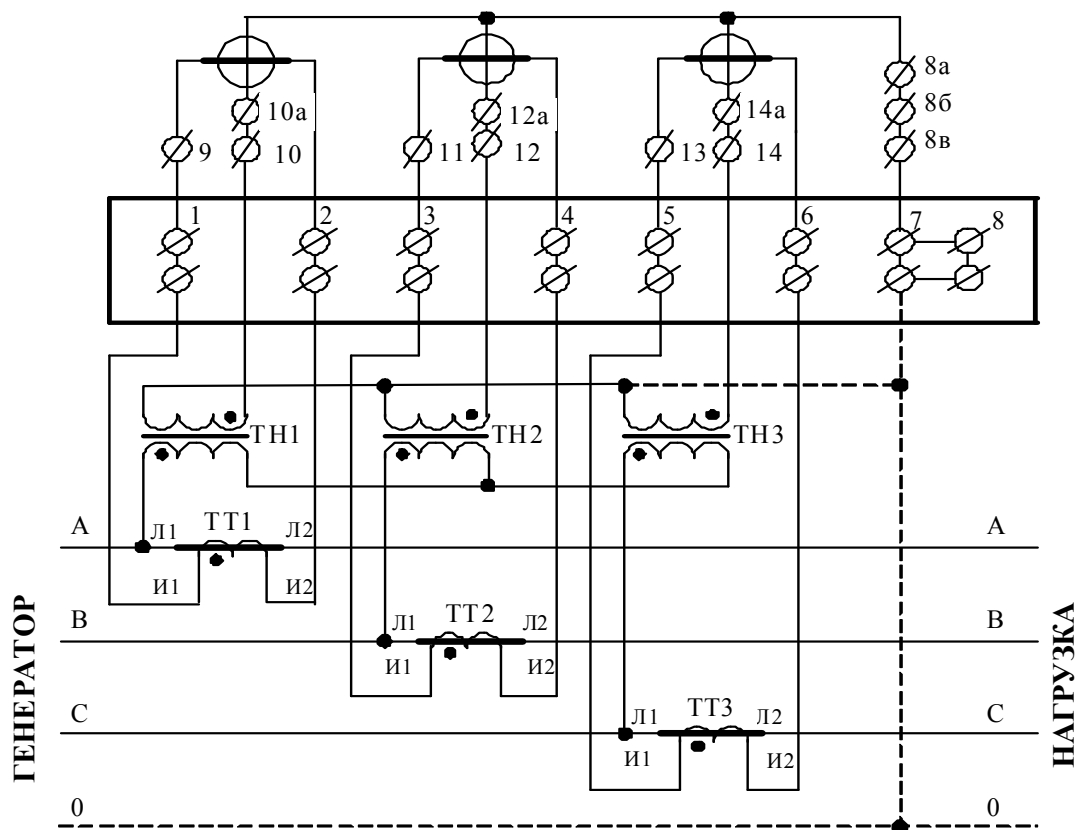 8а
8б
8в
10а
12а
14а
9
10
11
12
13
14
1
2
3
4
5
6
7
8
ТН1
ТН2
ТН3
А
Л1
ТТ1
Л2
А
И1
И2
В
Л1
ТТ2
Л2
В
И1
И2
С
Л1
ТТ3
Л2
С
И1
И2
0
0
ГЕНЕРАТОР
НАГРУЗКА